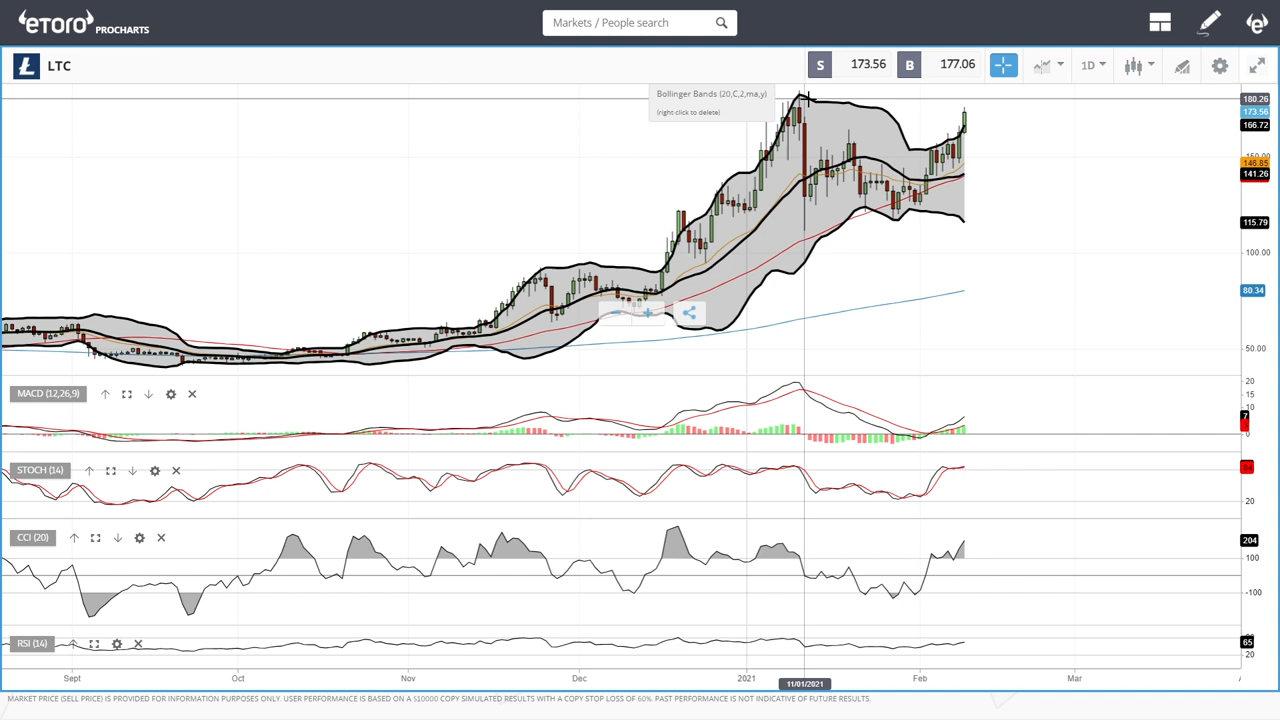 eToro PROCHARTS
Markets / People search
LTC
S 173.56 B 177.06
1D
Bollinger Bands (20,C,2,ma,y)
(right click to delete)
180.26
173.56
166.72
150.00
146.85
141.26
115.79
100.00
80.34
50.00
MACD (12,26,9)
20
15
10
7
0
STOCH (14)
84
20
CCI (20)
204
100
-100
RSI (14)
65
20
Sept Oct Nov Dec 2021 11/01/2021 Feb Mar
MARKET PRICE (SELL PRICE) IS PROVIDED FOR INFORMATION PURPOSES ONLY. USER PERFORMANCE IS BASED ON A $10000 COPY SIMULATED RESULTS WITH A COPY STOP LOSS OF 60%. PAST PERFORMANCE IS NOT INDICATIVE OF FUTURE RESULTS.